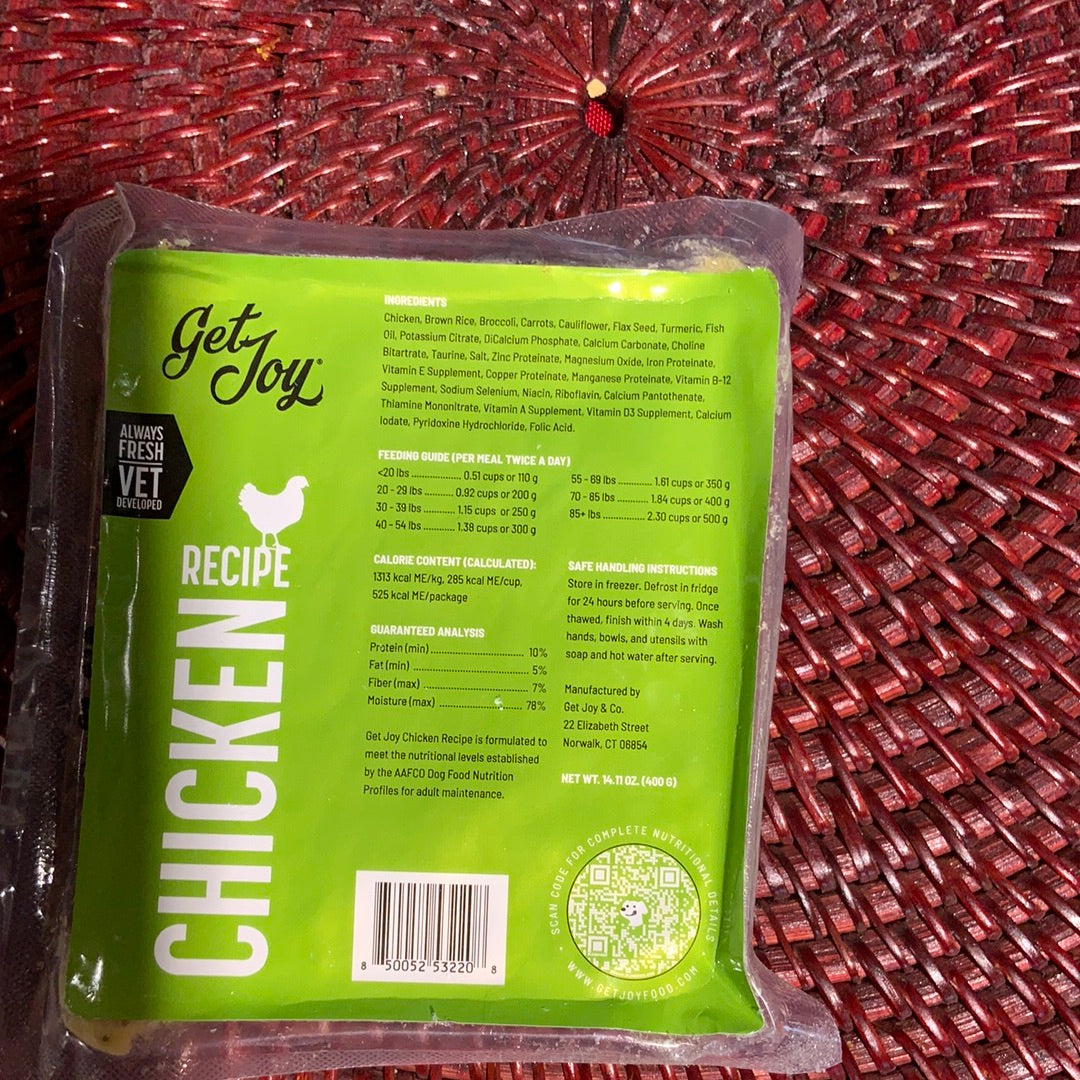 Get Joy®
ALWAYS
FRESH
VET
DEVELOPED
CHICKEN
RECIPE
INGREDIENTS
Chicken, Brown Rice, Broccoli, Carrots, Cauliflower, Flax Seed, Turmeric, Fish
Oil, Potassium Citrate, DiCalcium Phosphate, Calcium Carbonate, Choline
Bitartrate, Taurine, Salt, Zinc Proteinate, Magnesium Oxide, Iron Proteinate,
Vitamin E Supplement, Copper Proteinate, Manganese Proteinate, Vitamin B-12
Supplement, Sodium Selenium, Niacin, Riboflavin, Calcium Pantothenate,
Thiamine Mononitrate, Vitamin A Supplement, Vitamin D3 Supplement, Calcium
Iodate, Pyridoxine Hydrochloride, Folic Acid.
FEEDING GUIDE (PER MEAL TWICE A DAY)
<20 lbs ................ 0.51 cups or 110 g
20 - 29 lbs .......... 0.92 cups or 200 g
30 - 39 lbs ........... 1.15 cups or 250 g
40 - 54 lbs ........... 1.38 cups or 300 g
55 - 69 lbs ............ 1.61 cups or 350 g
70 - 85 lbs ........... 1.84 cups or 400 g
85+ lbs ............... 2.30 cups or 500 g
CALORIE CONTENT (CALCULATED):
1313 kcal ME/kg, 285 kcal ME/cup,
525 kcal ME/package
GUARANTEED ANALYSIS
Protein (min) .......................... 10%
Fat (min) ................................ 5%
Fiber (max) ............................. 7%
Moisture (max) ...................... 78%
Get Joy Chicken Recipe is formulated to
meet the nutritional levels established
by the AAFCO Dog Food Nutrition
Profiles for adult maintenance.
SAFE HANDLING INSTRUCTIONS
Store in freezer. Defrost in fridge
for 24 hours before serving. Once
thawed, finish within 4 days. Wash
hands, bowls, and utensils with
soap and hot water after serving.
Manufactured by
Get Joy & Co.
22 Elizabeth Street
Norwalk, CT 06854
NET WT. 14.11 OZ. (400 G)
8 50052 53220 8
SCAN CODE FOR COMPLETE NUTRITIONAL DETAILS
WWW.GETJOYFOOD.COM